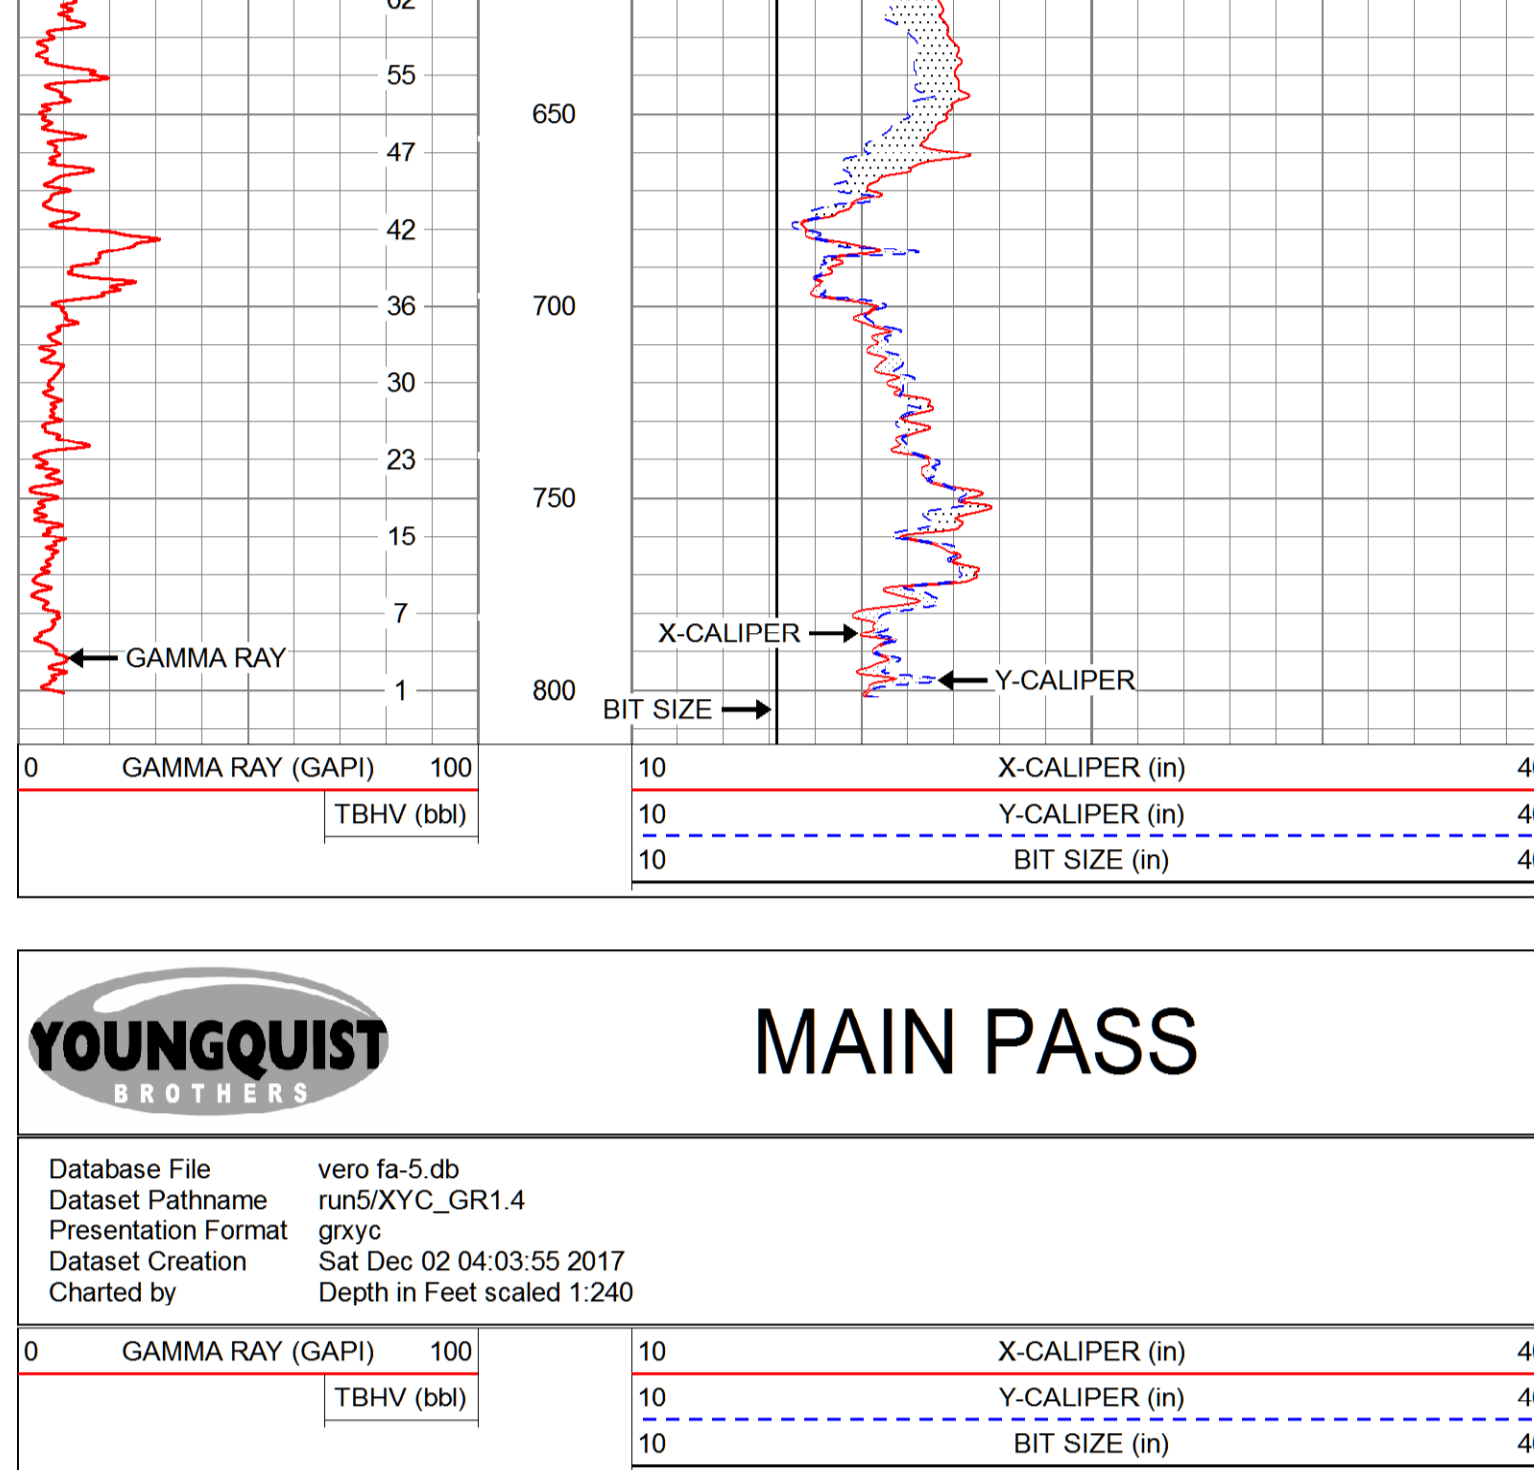 62
55
650
47
42
700
36
30
23
750
15
7
X-CALIPER
GAMMA RAY
Y-CALIPER
1
800
BIT SIZE
0 GAMMA RAY (GAPI) 100 10 X-CALIPER (in)
TBHV (bbl) 10 Y-CALIPER (in)
10 BIT SIZE (in)
YOUNGQUIST
BROTHERS
MAIN PASS
Database File vero fa-5.db
Dataset Pathname run5/XYC_GR1.4
Presentation Format grxyc
Dataset Creation Sat Dec 02 04:03:55 2017
Charted by Depth in Feet scaled 1:240
0 GAMMA RAY (GAPI) 100 10 X-CALIPER (in)
TBHV (bbl) 10 Y-CALIPER (in)
10 BIT SIZE (in)